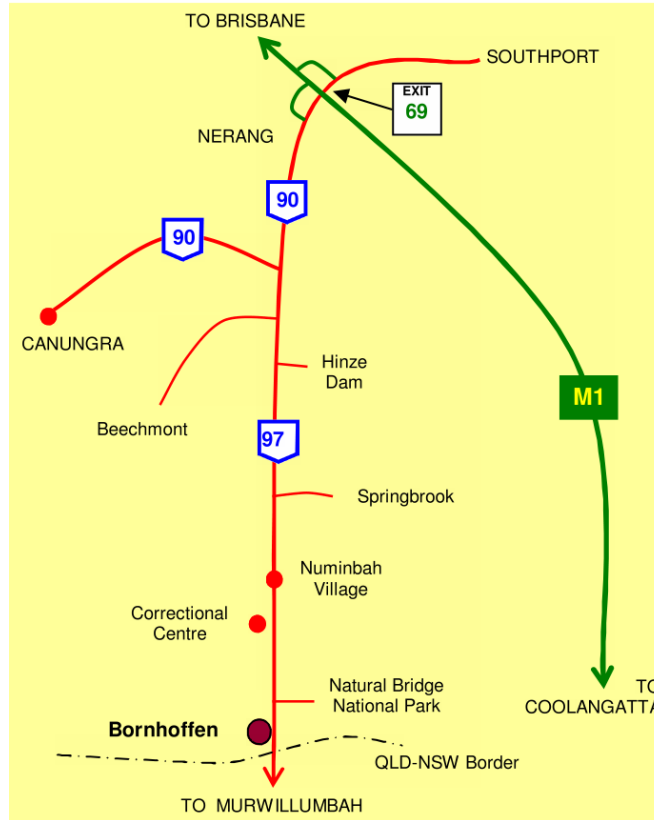 TO BRISBANE
SOUTHPORT
EXIT
69
NERANG
90
90
CANUNGRA
Hinze
Dam
M1
Beechmont
97
Springbrook
Numinbah
Village
Correctional
Centre
Natural Bridge
National Park
TO
COOLANGATTA
Bornhoffen
QLD-NSW Border
TO MURWILLUMBAH